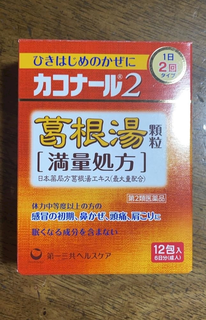 ひきはじめのかぜに
カコナール®2
1日
2回
タイプ
葛根湯顆粒
［満量処方］
日本薬局方葛根湯エキス(最大量配合)
第2類医薬品
体力中等度以上の方の
感冒の初期、鼻かぜ、頭痛、肩こりに
眠くなる成分を含まない
12包入
6日分(成人)
第一三共ヘルスケア